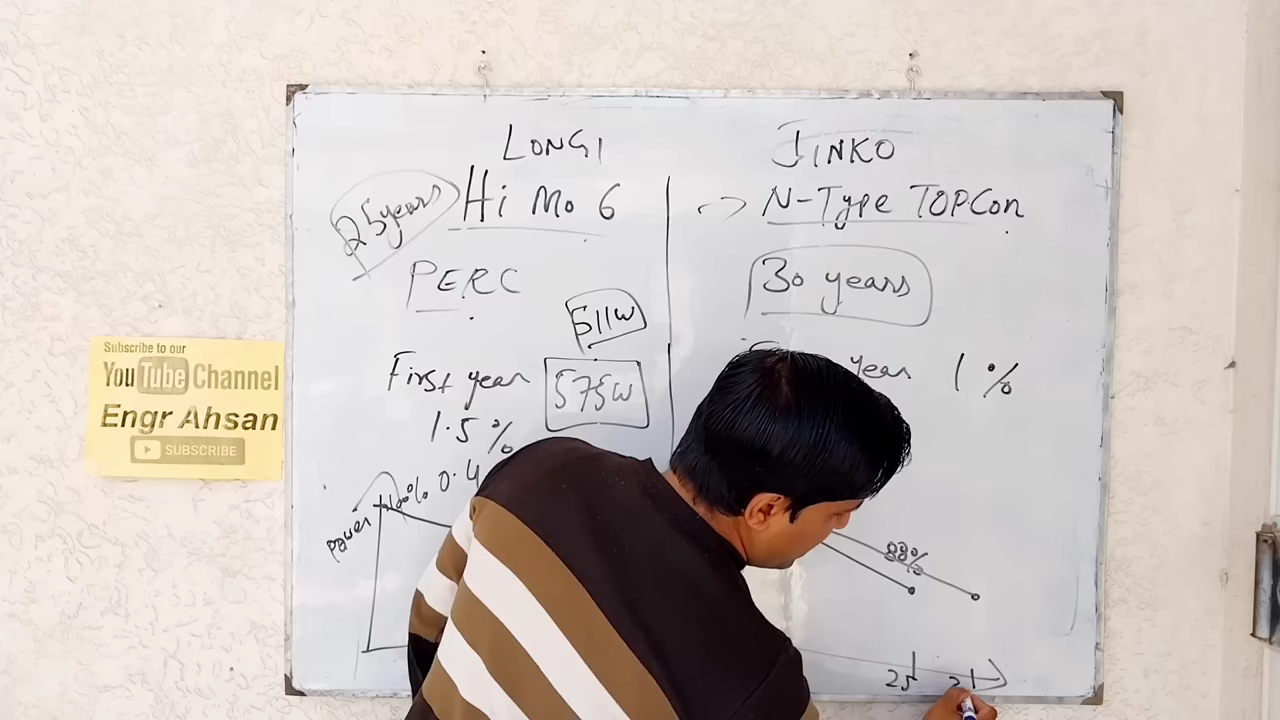 LONGI
Hi Mo 6
25 years
PERC
511W
First year
575W
1.5%
0.4
Power
100%
JINKO
N-Type TOPCon
30 years
year 1%
88%
25
Subscribe to our
YouTube Channel
Engr Ahsan
SUBSCRIBE